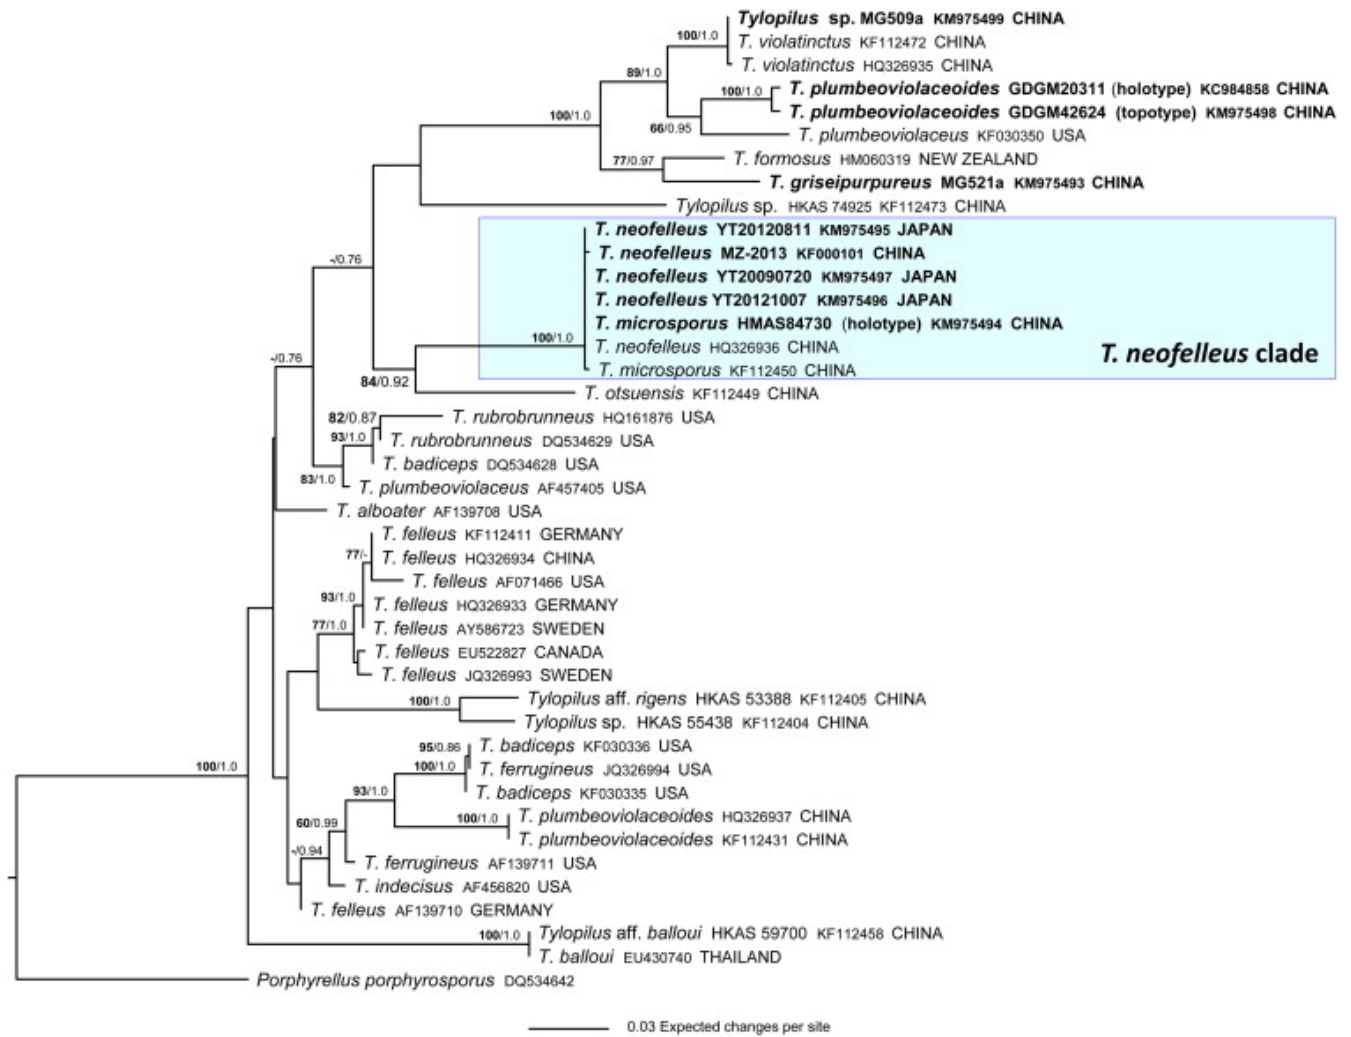 Tylopilus sp. MG509a KM975499 CHINA
100/1.0
T. violatinctus KF112472 CHINA
T. violatinctus HQ326935 CHINA
89/1.0
T. plumbeoviolaceoides GDGM20311 (holotype) KC984858 CHINA
100/1.0
T. plumbeoviolaceoides GDGM42624 (topotype) KM975498 CHINA
100/1.0
66/0.95
T. plumbeoviolaceus KF030350 USA
77/0.97
T. formosus HM060319 NEW ZEALAND
T. griseipurpureus MG521a KM975493 CHINA
Tylopilus sp. HKAS 74925 KF112473 CHINA
T. neofelleus YT20120811 KM975495 JAPAN
T. neofelleus MZ-2013 KF000101 CHINA
-/0.76
T. neofelleus YT20090720 KM975497 JAPAN
T. neofelleus YT20121007 KM975496 JAPAN
T. microsporus HMAS84730 (holotype) KM975494 CHINA
100/1.0
T. neofelleus HQ326936 CHINA
T. neofelleus clade
-/0.76
T. microsporus KF112450 CHINA
84/0.92
T. otsuensis KF112449 CHINA
82/0.87
T. rubrobrunneus HQ161876 USA
93/1.0
T. rubrobrunneus DQ534629 USA
T. badiceps DQ534628 USA
83/1.0
T. plumbeoviolaceus AF457405 USA
T. alboater AF139708 USA
T. felleus KF112411 GERMANY
77/-
T. felleus HQ326934 CHINA
T. felleus AF071466 USA
93/1.0
T. felleus HQ326933 GERMANY
77/1.0
T. felleus AY586723 SWEDEN
T. felleus EU522827 CANADA
T. felleus JQ326993 SWEDEN
100/1.0
Tylopilus aff. rigens HKAS 53388 KF112405 CHINA
Tylopilus sp. HKAS 55438 KF112404 CHINA
95/0.86
T. badiceps KF030336 USA
100/1.0
100/1.0
T. ferrugineus JQ326994 USA
93/1.0
T. badiceps KF030335 USA
100/1.0
T. plumbeoviolaceoides HQ326937 CHINA
60/0.99
T. plumbeoviolaceoides KF112431 CHINA
-/0.94
T. ferrugineus AF139711 USA
T. indecisus AF456820 USA
T. felleus AF139710 GERMANY
100/1.0
Tylopilus aff. balloui HKAS 59700 KF112458 CHINA
T. balloui EU430740 THAILAND
Porphyrellus porphyrosporus DQ534642
0.03 Expected changes per site